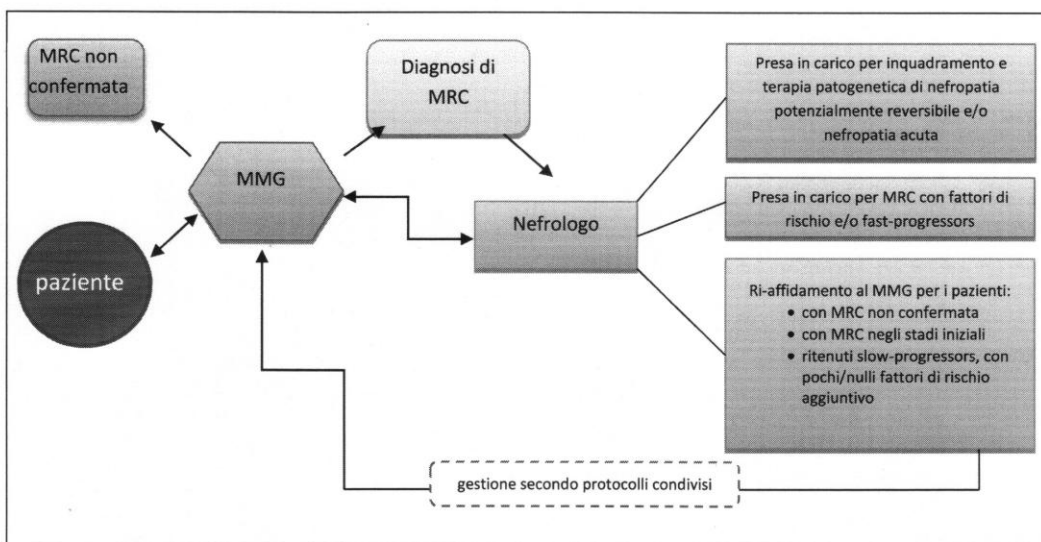 MRC non
confermata
Diagnosi di
MRC
MMG
paziente
Nefrologo
Presa in carico per inquadramento e
terapia patogenetica di nefropatia
potenzialmente reversibile e/o
nefropatia acuta
Presa in carico per MRC con fattori di
rischio e/o fast-progressors
Ri-affidamento al MMG per i pazienti:
• con MRC non confermata
• con MRC negli stadi iniziali
• ritenuti slow-progressors, con
pochi/nulli fattori di rischio
aggiuntivo
gestione secondo protocolli condivisi